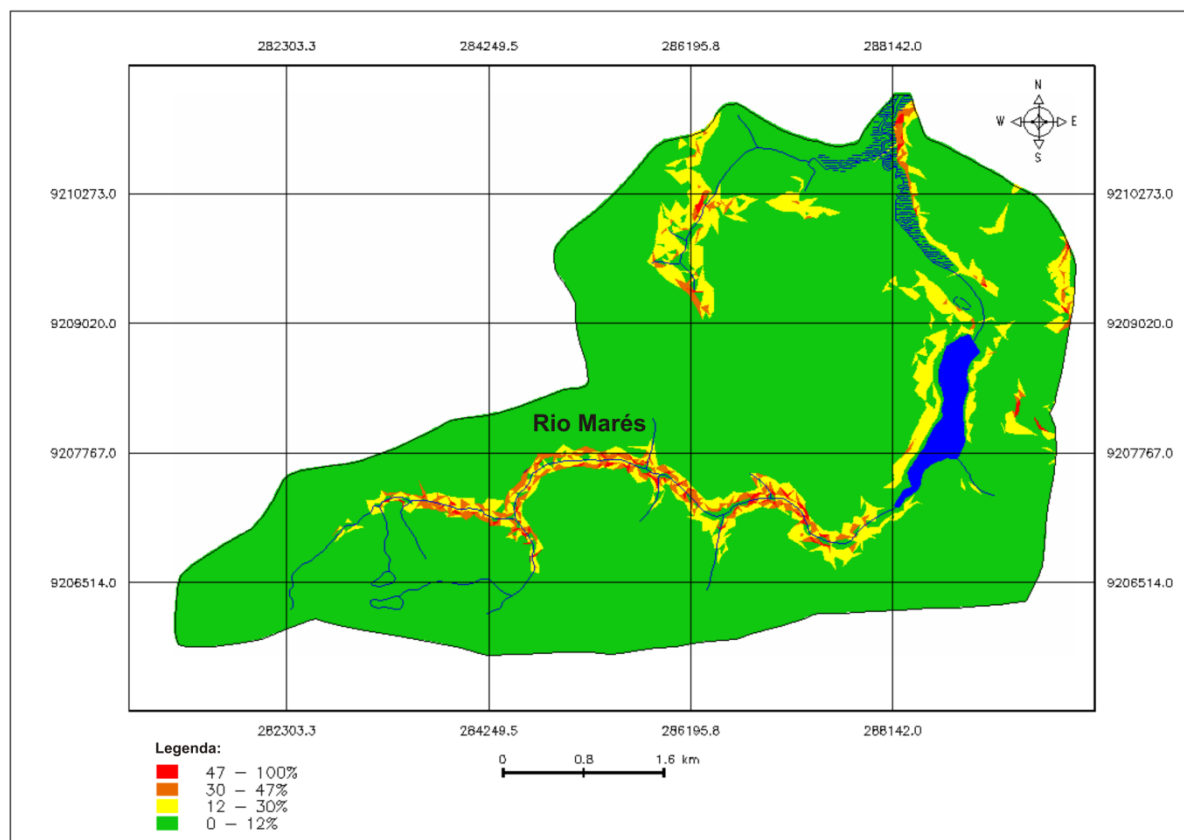 282303.3 284249.5 286195.8 288142.0
N
W E
S
9210273.0 9210273.0
9209020.0 9209020.0
Rio Marés
9207767.0 9207767.0
9206514.0 9206514.0
282303.3 284249.5 286195.8 288142.0
Legenda:
47 - 100%
30 - 47%
12 - 30%
0 - 12%
0 0.8 1.6 km